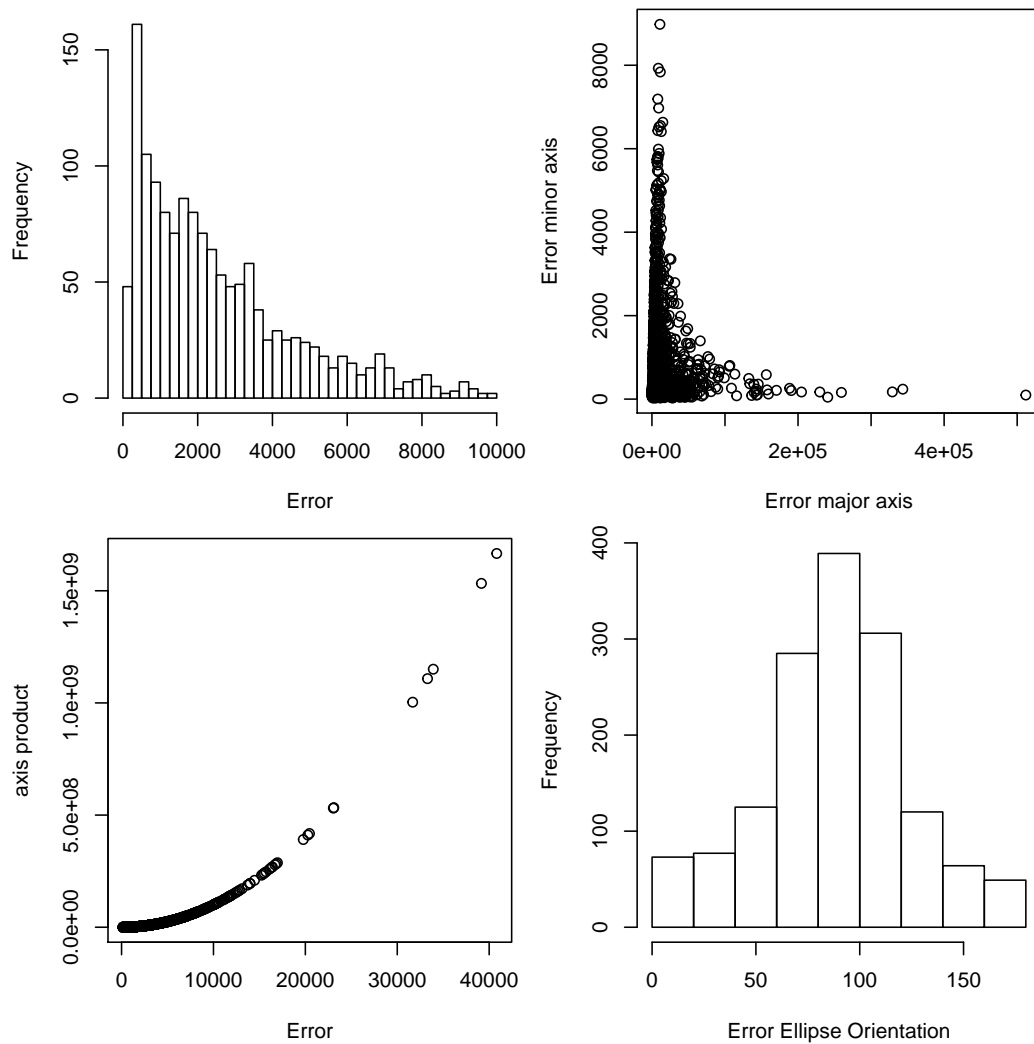 Frequency
0 50 100 150
0 2000 4000 6000 8000 10000
Error
Error minor axis
0 2000 4000 6000 8000
0e+00 2e+05 4e+05
Error major axis
axis product
0.0e+00 5.0e+08 1.0e+09 1.5e+09
0 10000 20000 30000 40000
Error
Frequency
0 100 200 300 400
0 50 100 150
Error Ellipse Orientation